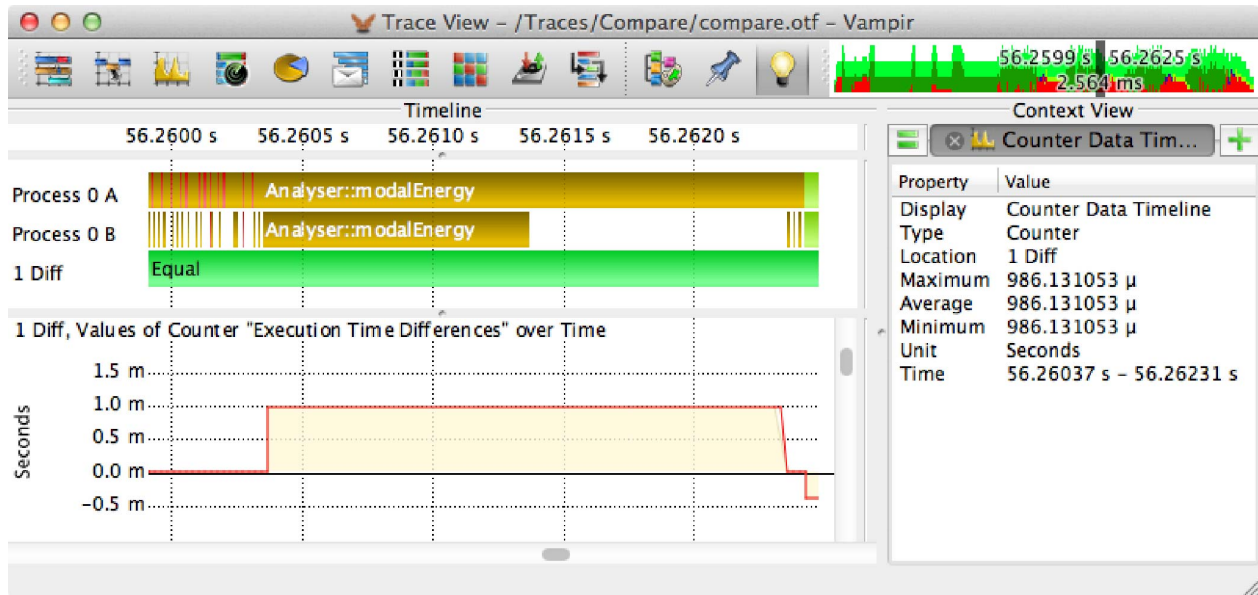 Trace View - /Traces/Compare/compare.otf - Vampir
56.2599 s 56.2625 s
2.564 ms
Timeline
56.2600 s 56.2605 s 56.2610 s 56.2615 s 56.2620 s
Process 0 A Analyser::modalEnergy
Process 0 B Analyser::modalEnergy
1 Diff Equal
1 Diff, Values of Counter "Execution Time Differences" over Time
1.5 m
1.0 m
0.5 m
0.0 m
-0.5 m
Seconds
Context View
Counter Data Tim...
Property Value
Display Counter Data Timeline
Type Counter
Location 1 Diff
Maximum 986.131053 μ
Average 986.131053 μ
Minimum 986.131053 μ
Unit Seconds
Time 56.26037 s - 56.26231 s